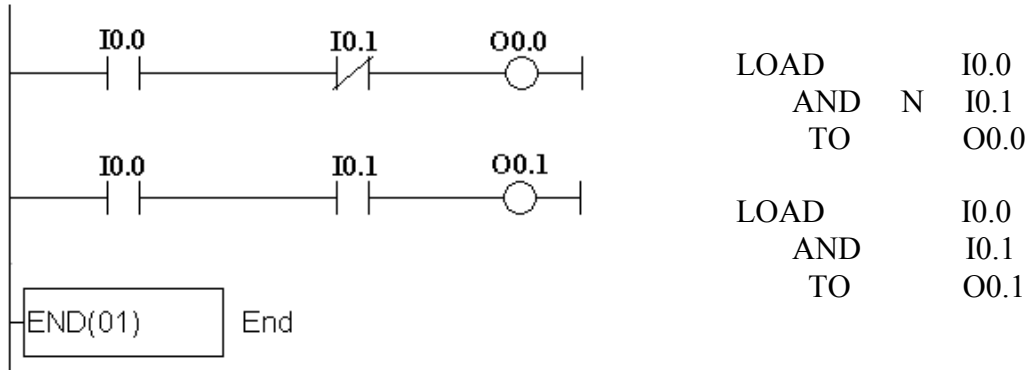 I0.0 I0.1 O0.0
I0.0 I0.1 O0.1
END(01) End
LOAD I0.0
AND N I0.1
TO O0.0
LOAD I0.0
AND I0.1
TO O0.1